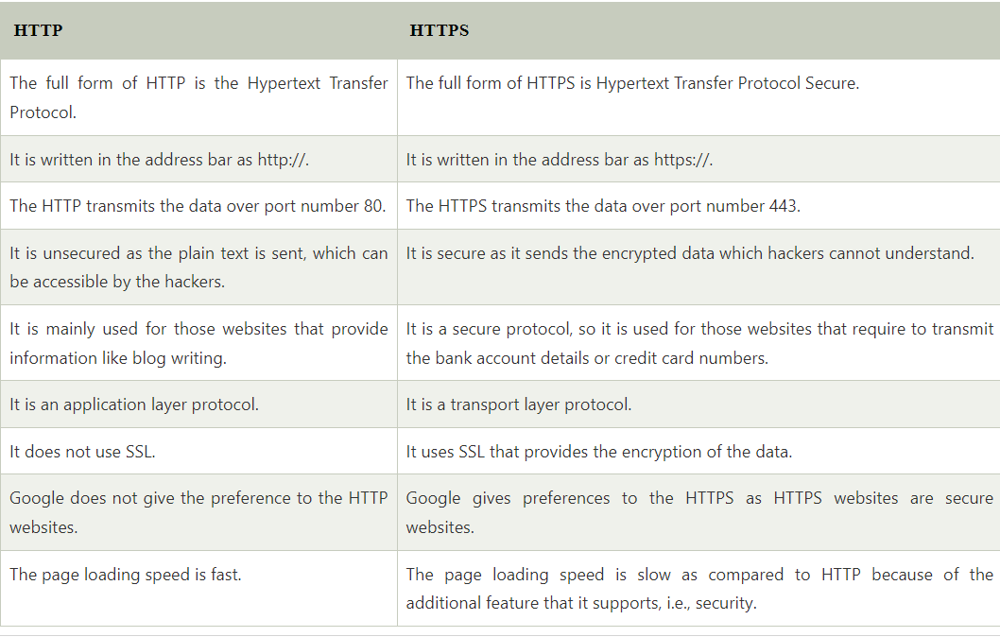 HTTP
HTTPS
The full form of HTTP is the Hypertext Transfer
Protocol.
The full form of HTTPS is Hypertext Transfer Protocol Secure.
It is written in the address bar as http://.
It is written in the address bar as https://.
The HTTP transmits the data over port number 80.
The HTTPS transmits the data over port number 443.
It is unsecured as the plain text is sent, which can
be accessible by the hackers.
It is secure as it sends the encrypted data which hackers cannot understand.
It is mainly used for those websites that provide
information like blog writing.
It is a secure protocol, so it is used for those websites that require to transmit
the bank account details or credit card numbers.
It is an application layer protocol.
It is a transport layer protocol.
It does not use SSL.
It uses SSL that provides the encryption of the data.
Google does not give the preference to the HTTP
websites.
Google gives preferences to the HTTPS as HTTPS websites are secure
websites.
The page loading speed is fast.
The page loading speed is slow as compared to HTTP because of the
additional feature that it supports, i.e., security.